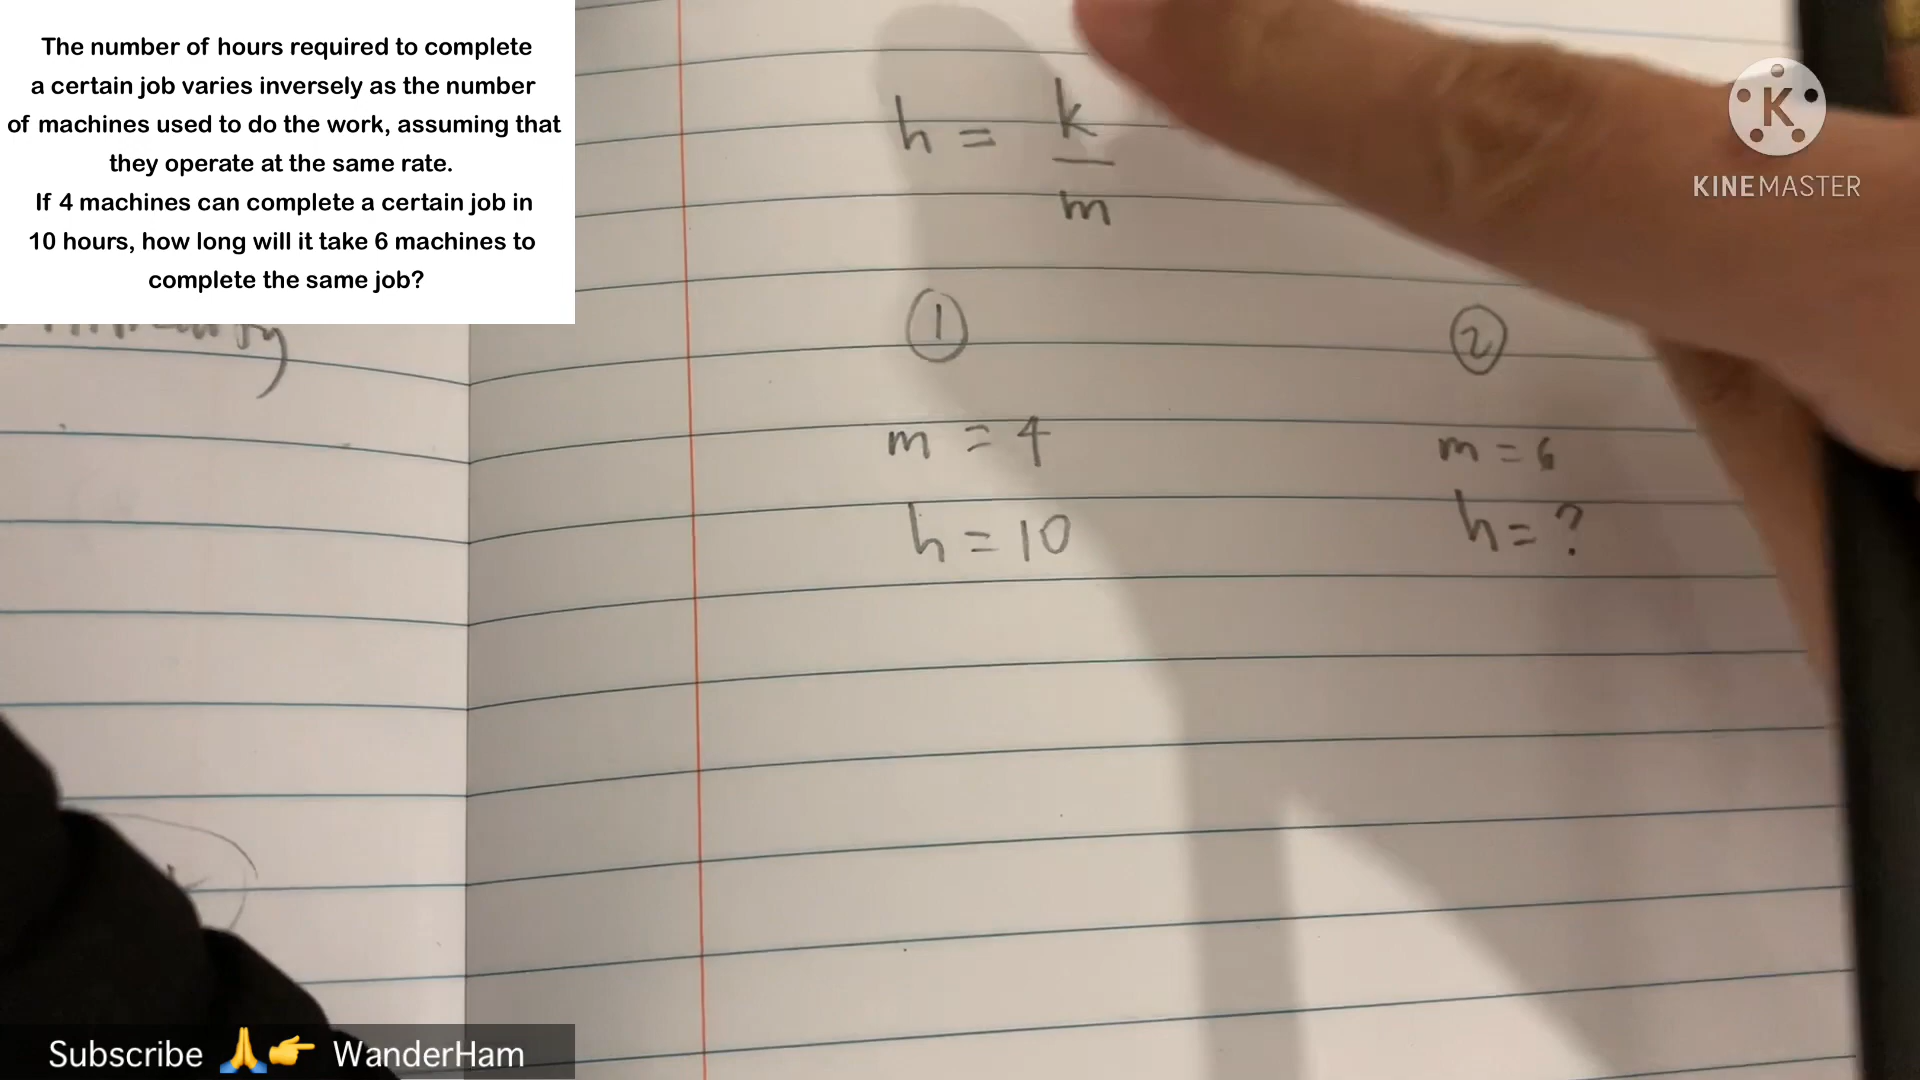 The number of hours required to complete
a certain job varies inversely as the number
of machines used to do the work, assuming that
they operate at the same rate.
If 4 machines can complete a certain job in
10 hours, how long will it take 6 machines to
complete the same job?
h = k
m
K
KINEMASTER
① ②
m = 4 m = 6
h = 10 h = ?
Subscribe 🙏👉 WanderHam